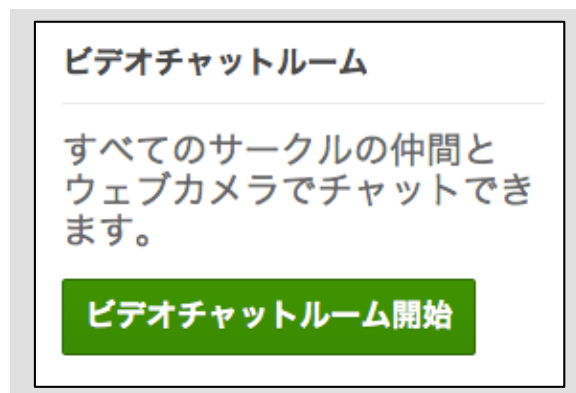 ビデオチャットルーム
すべてのサークルの仲間と
ウェブカメラでチャットでき
ます。
ビデオチャットルーム開始